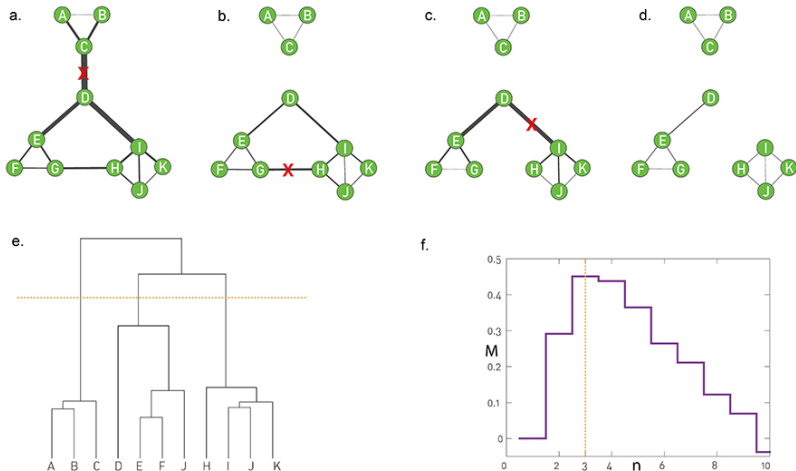 a.
A B
C
X
D
E
I
F G H K
J
b.
A B
C
D
E
I
F G X H K
J
c.
A B
C
D
X
E I
F G H K
J
d.
A B
C
D
E I
F G H K
J
e.
A B C D E F J H I J K
f.
0.5
0.4
0.3
0.2
0.1
0
M
0 2 3 4 6 8 10
n